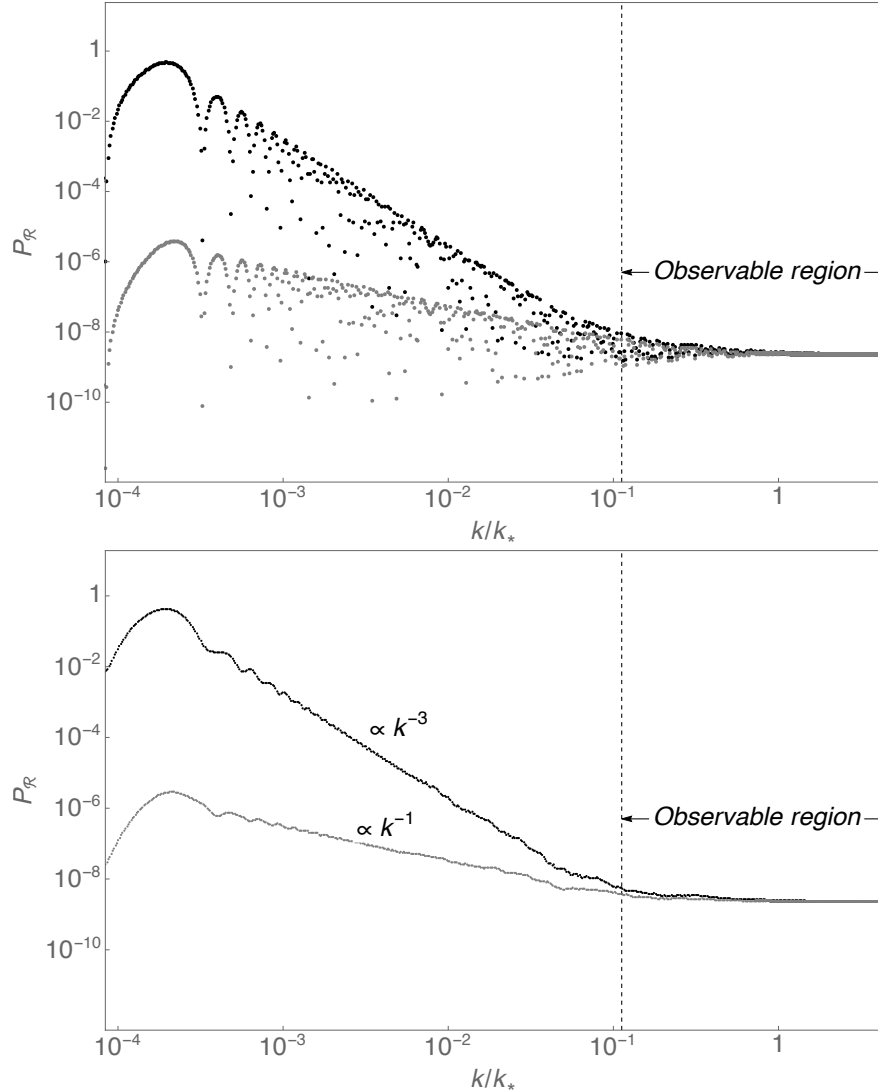 1
10⁻²
10⁻⁴
10⁻⁶
10⁻⁸
10⁻¹⁰
P_ℛ
Observable region
10⁻⁴ 10⁻³ 10⁻² 10⁻¹ 1
k/k_*
1
10⁻²
10⁻⁴
10⁻⁶
10⁻⁸
10⁻¹⁰
P_ℛ
∝ k⁻³
∝ k⁻¹
Observable region
10⁻⁴ 10⁻³ 10⁻² 10⁻¹ 1
k/k_*